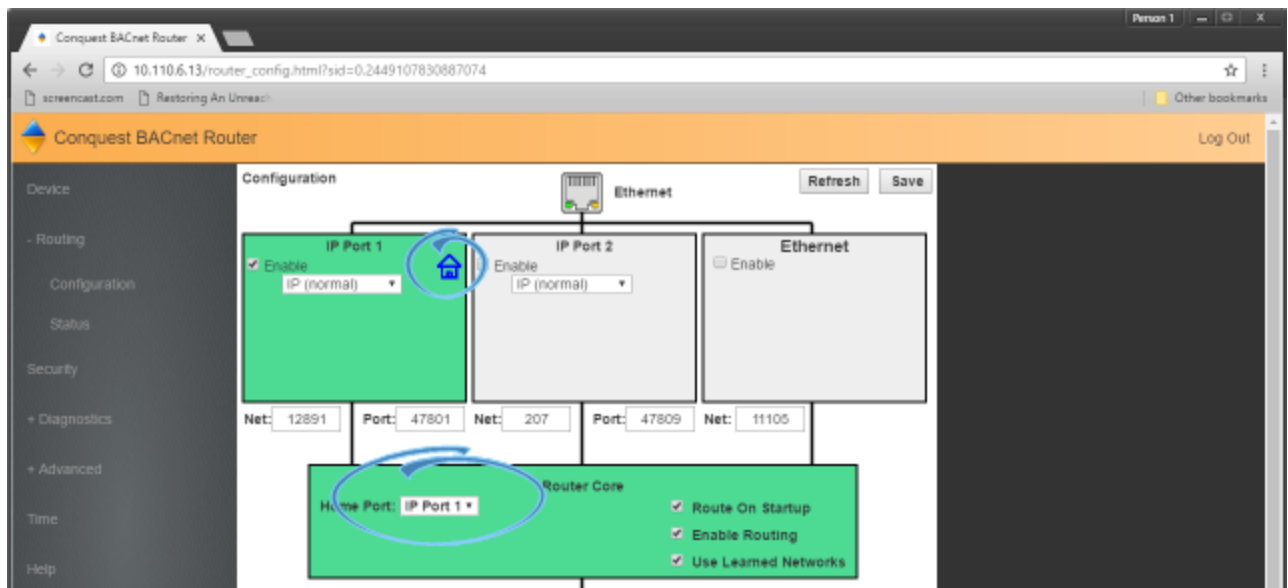 Person 1
Conquest BACnet Router
10.110.6.13/router_config.html?sid=0.2449107830887074
screencast.com Restoring An Unreach
Other bookmarks
Conquest BACnet Router
Log Out
Device
- Routing
Configuration
Status
Security
+ Diagnostics
+ Advanced
Time
Help
Configuration
Ethernet
Refresh Save
IP Port 1
Enable
IP (normal)
IP Port 2
Enable
IP (normal)
Ethernet
Enable
Net: 12891 Port: 47801 Net: 207 Port: 47809 Net: 11105
Router Core
Home Port: IP Port 1
Route On Startup
Enable Routing
Use Learned Networks